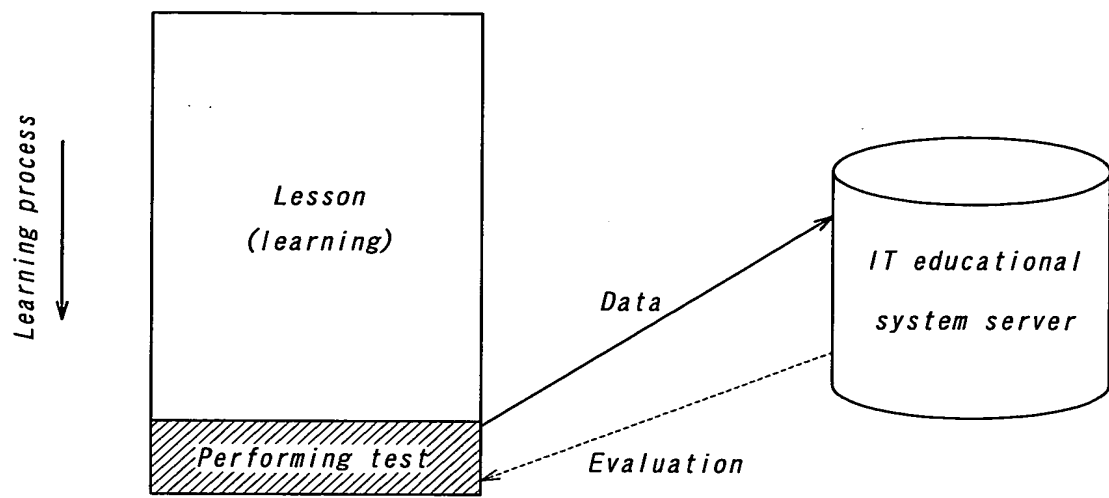 Learning process
Lesson
(learning)
Data
IT educational
system server
Performing test
Evaluation